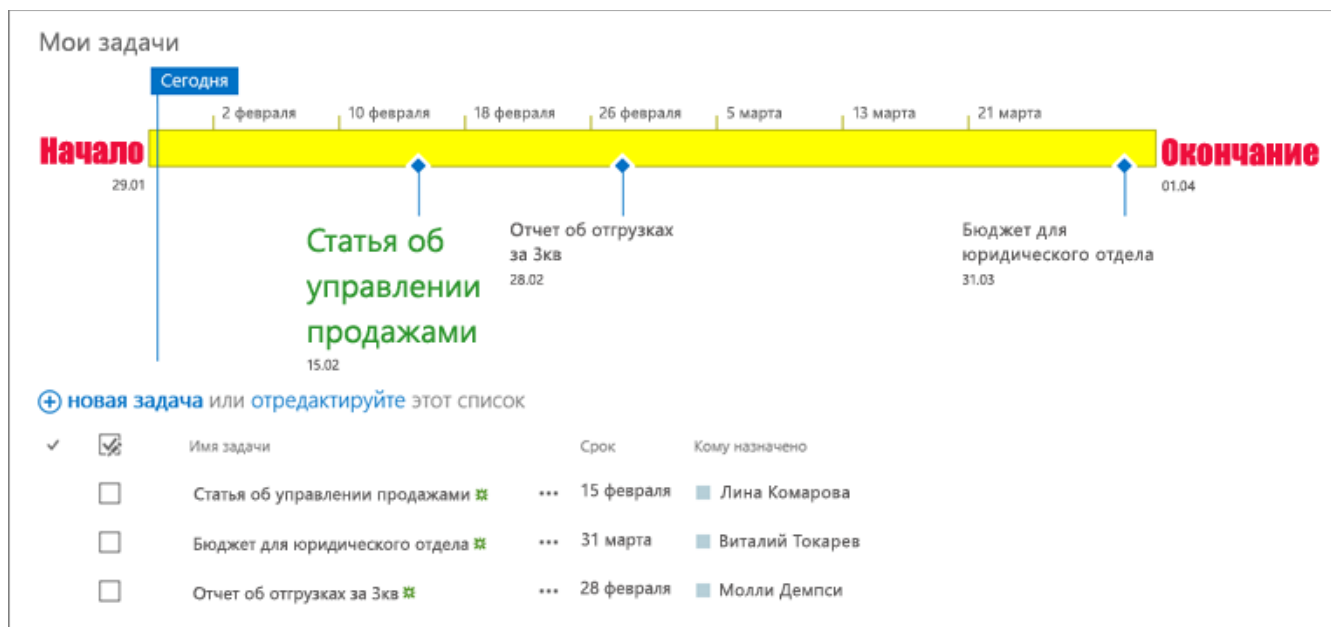 Мои задачи
Сегодня
2 февраля 10 февраля 18 февраля 26 февраля 5 марта 13 марта 21 марта
Начало Окончание
29.01 01.04
Статья об
управлении
продажами
15.02
Отчет об отгрузках
за 3кв
28.02
Бюджет для
юридического отдела
31.03
новая задача или отредактируйте этот список
Имя задачи Срок Кому назначено
Статья об управлении продажами ... 15 февраля Лина Комарова
Бюджет для юридического отдела ... 31 марта Виталий Токарев
Отчет об отгрузках за 3кв ... 28 февраля Молли Демпси